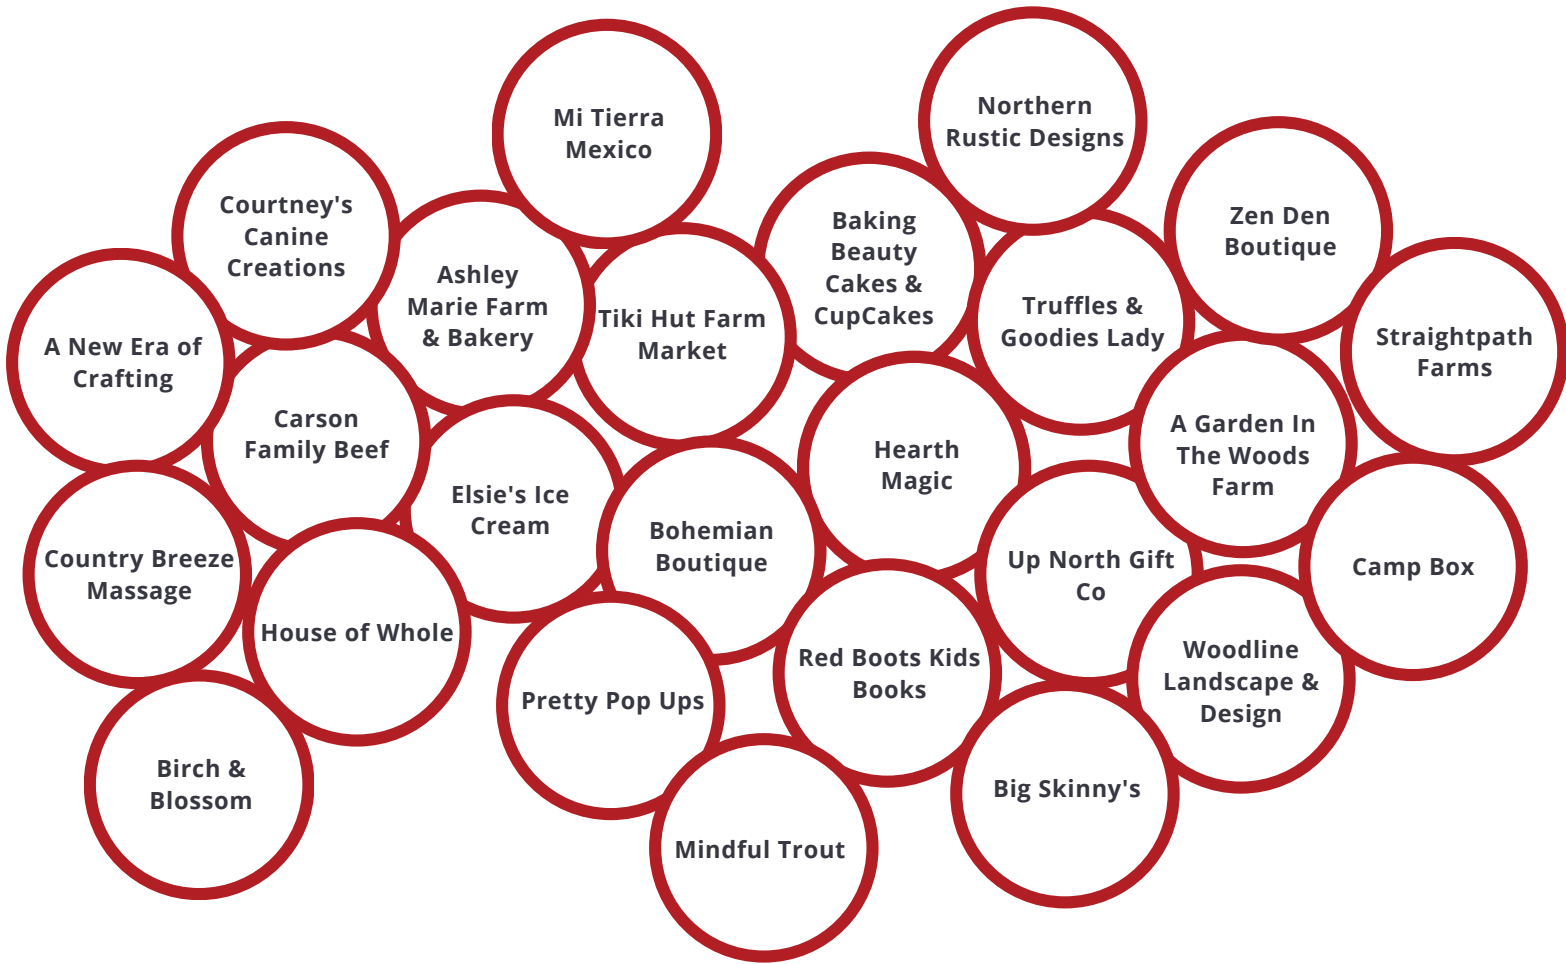 Mi Tierra
Mexico
Northern
Rustic Designs
Courtney's
Canine
Creations
Baking
Beauty
Cakes &
CupCakes
Zen Den
Boutique
Ashley
Marie Farm
& Bakery
Tiki Hut Farm
Market
Truffles &
Goodies Lady
Straightpath
Farms
A New Era of
Crafting
Carson
Family Beef
Hearth
Magic
A Garden In
The Woods
Farm
Elsie's Ice
Cream
Bohemian
Boutique
Country Breeze
Massage
Up North Gift
Co
Camp Box
House of Whole
Pretty Pop Ups
Red Boots Kids
Books
Woodline
Landscape &
Design
Birch &
Blossom
Mindful Trout
Big Skinny's